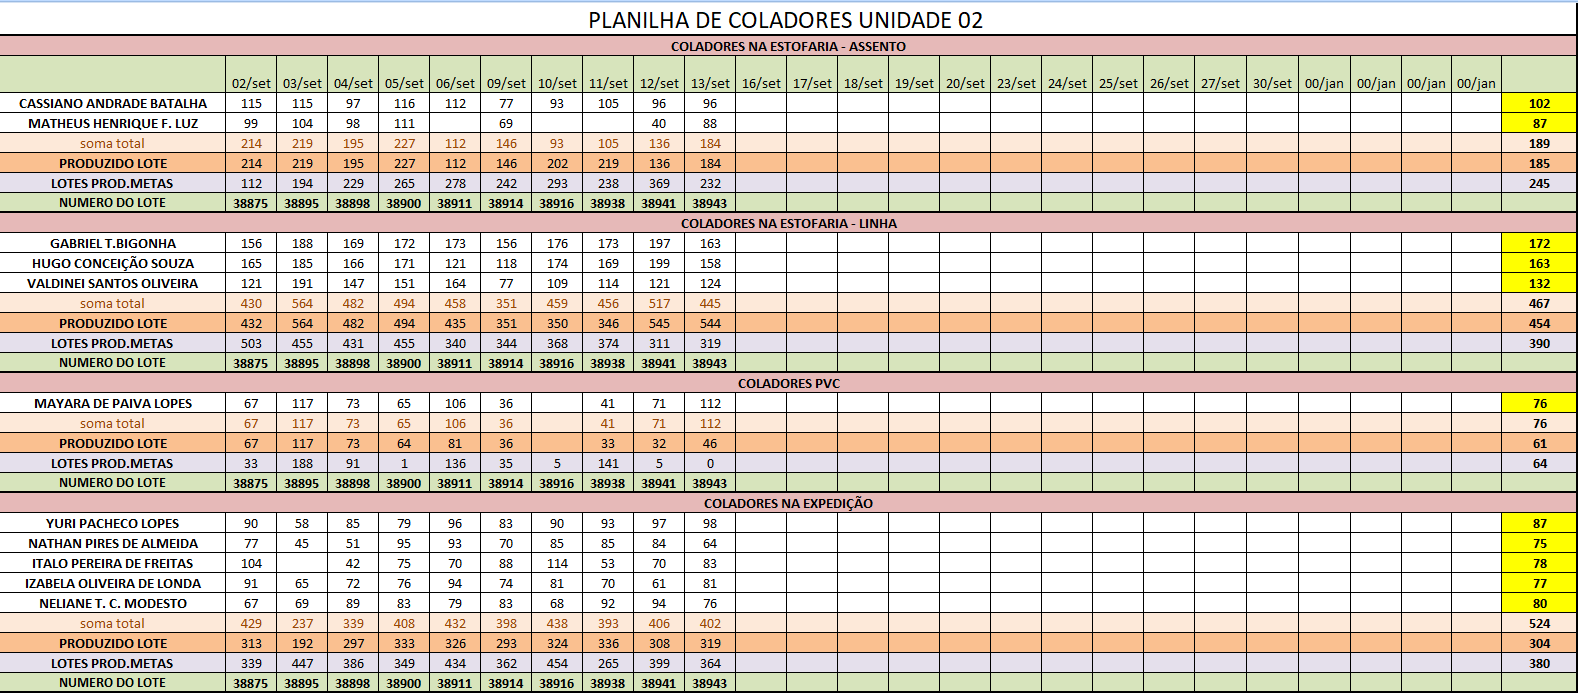 PLANILHA DE COLADORES UNIDADE 02
COLADORES NA ESTOFARIA - ASSENTO
02/set 03/set 04/set 05/set 06/set 09/set 10/set 11/set 12/set 13/set 16/set 17/set 18/set 19/set 20/set 23/set 24/set 25/set 26/set 27/set 30/set 00/jan 00/jan 00/jan 00/jan
CASSIANO ANDRADE BATALHA 115 115 97 116 112 77 93 105 96 96 102
MATHEUS HENRIQUE F. LUZ 99 104 98 111 69 40 88 87
soma total 214 219 195 227 112 146 93 105 136 184 189
PRODUZIDO LOTE 214 219 195 227 112 146 202 219 136 184 185
LOTES PROD.METAS 112 194 229 265 278 242 293 238 369 232 245
NUMERO DO LOTE 38875 38895 38898 38900 38911 38914 38916 38938 38941 38943
COLADORES NA ESTOFARIA - LINHA
GABRIEL T.BIGONHA 156 188 169 172 173 156 176 173 197 163 172
HUGO CONCEIÇÃO SOUZA 165 185 166 171 121 118 174 169 199 158 163
VALDINEI SANTOS OLIVEIRA 121 191 147 151 164 77 109 114 121 124 132
soma total 430 564 482 494 458 351 459 456 517 445 467
PRODUZIDO LOTE 432 564 482 494 435 351 350 346 545 544 454
LOTES PROD.METAS 503 455 431 455 340 344 368 374 311 319 390
NUMERO DO LOTE 38875 38895 38898 38900 38911 38914 38916 38938 38941 38943
COLADORES PVC
MAYARA DE PAIVA LOPES 67 117 73 65 106 36 41 71 112 76
soma total 67 117 73 65 106 36 41 71 112 76
PRODUZIDO LOTE 67 117 73 64 81 36 33 32 46 61
LOTES PROD.METAS 33 188 91 1 136 35 5 141 5 0 64
NUMERO DO LOTE 38875 38895 38898 38900 38911 38914 38916 38938 38941 38943
COLADORES NA EXPEDIÇÃO
YURI PACHECO LOPES 90 58 85 79 96 83 90 93 97 98 87
NATHAN PIRES DE ALMEIDA 77 45 51 95 93 70 85 85 84 64 75
ITALO PEREIRA DE FREITAS 104 42 75 70 88 114 53 70 83 78
IZABELA OLIVEIRA DE LONDA 91 65 72 76 94 74 81 70 61 81 77
NELIANE T. C. MODESTO 67 69 89 83 79 83 68 92 94 76 80
soma total 429 237 339 408 432 398 438 393 406 402 524
PRODUZIDO LOTE 313 192 297 333 326 293 324 336 308 319 304
LOTES PROD.METAS 339 447 386 349 434 362 454 265 399 364 380
NUMERO DO LOTE 38875 38895 38898 38900 38911 38914 38916 38938 38941 38943